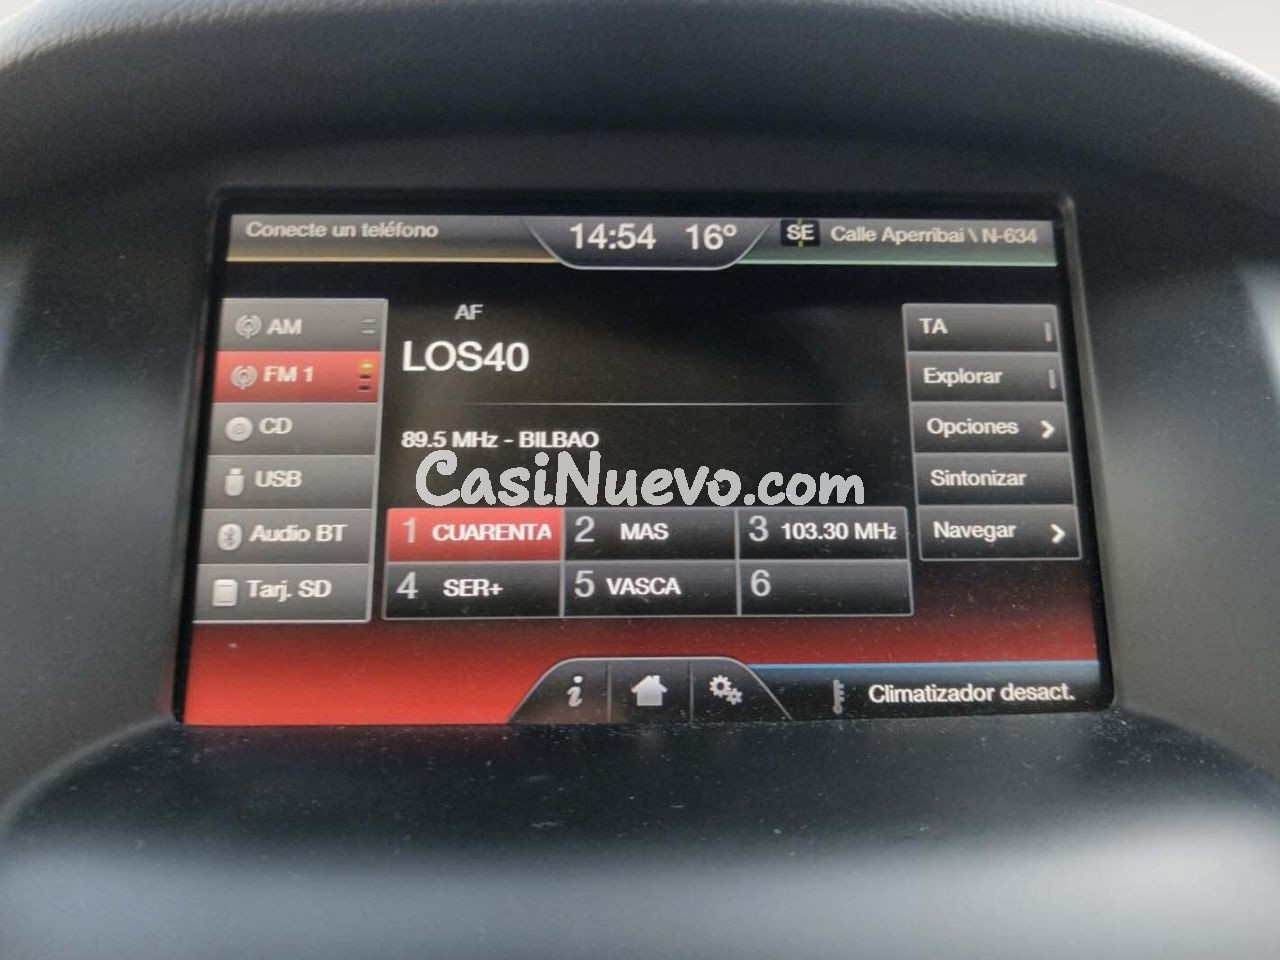 Conecte un teléfono
14:54 16º
SE Calle Aperribai \ N-634
AM
FM 1
CD
USB
Audio BT
Tarj. SD
AF
LOS40
89.5 MHz - BILBAO
CasiNuevo.com
1 CUARENTA 2 MAS 3 103.30 MHz
4 SER+ 5 VASCA 6
TA
Explorar
Opciones
Sintonizar
Navegar
i
Climatizador desact.